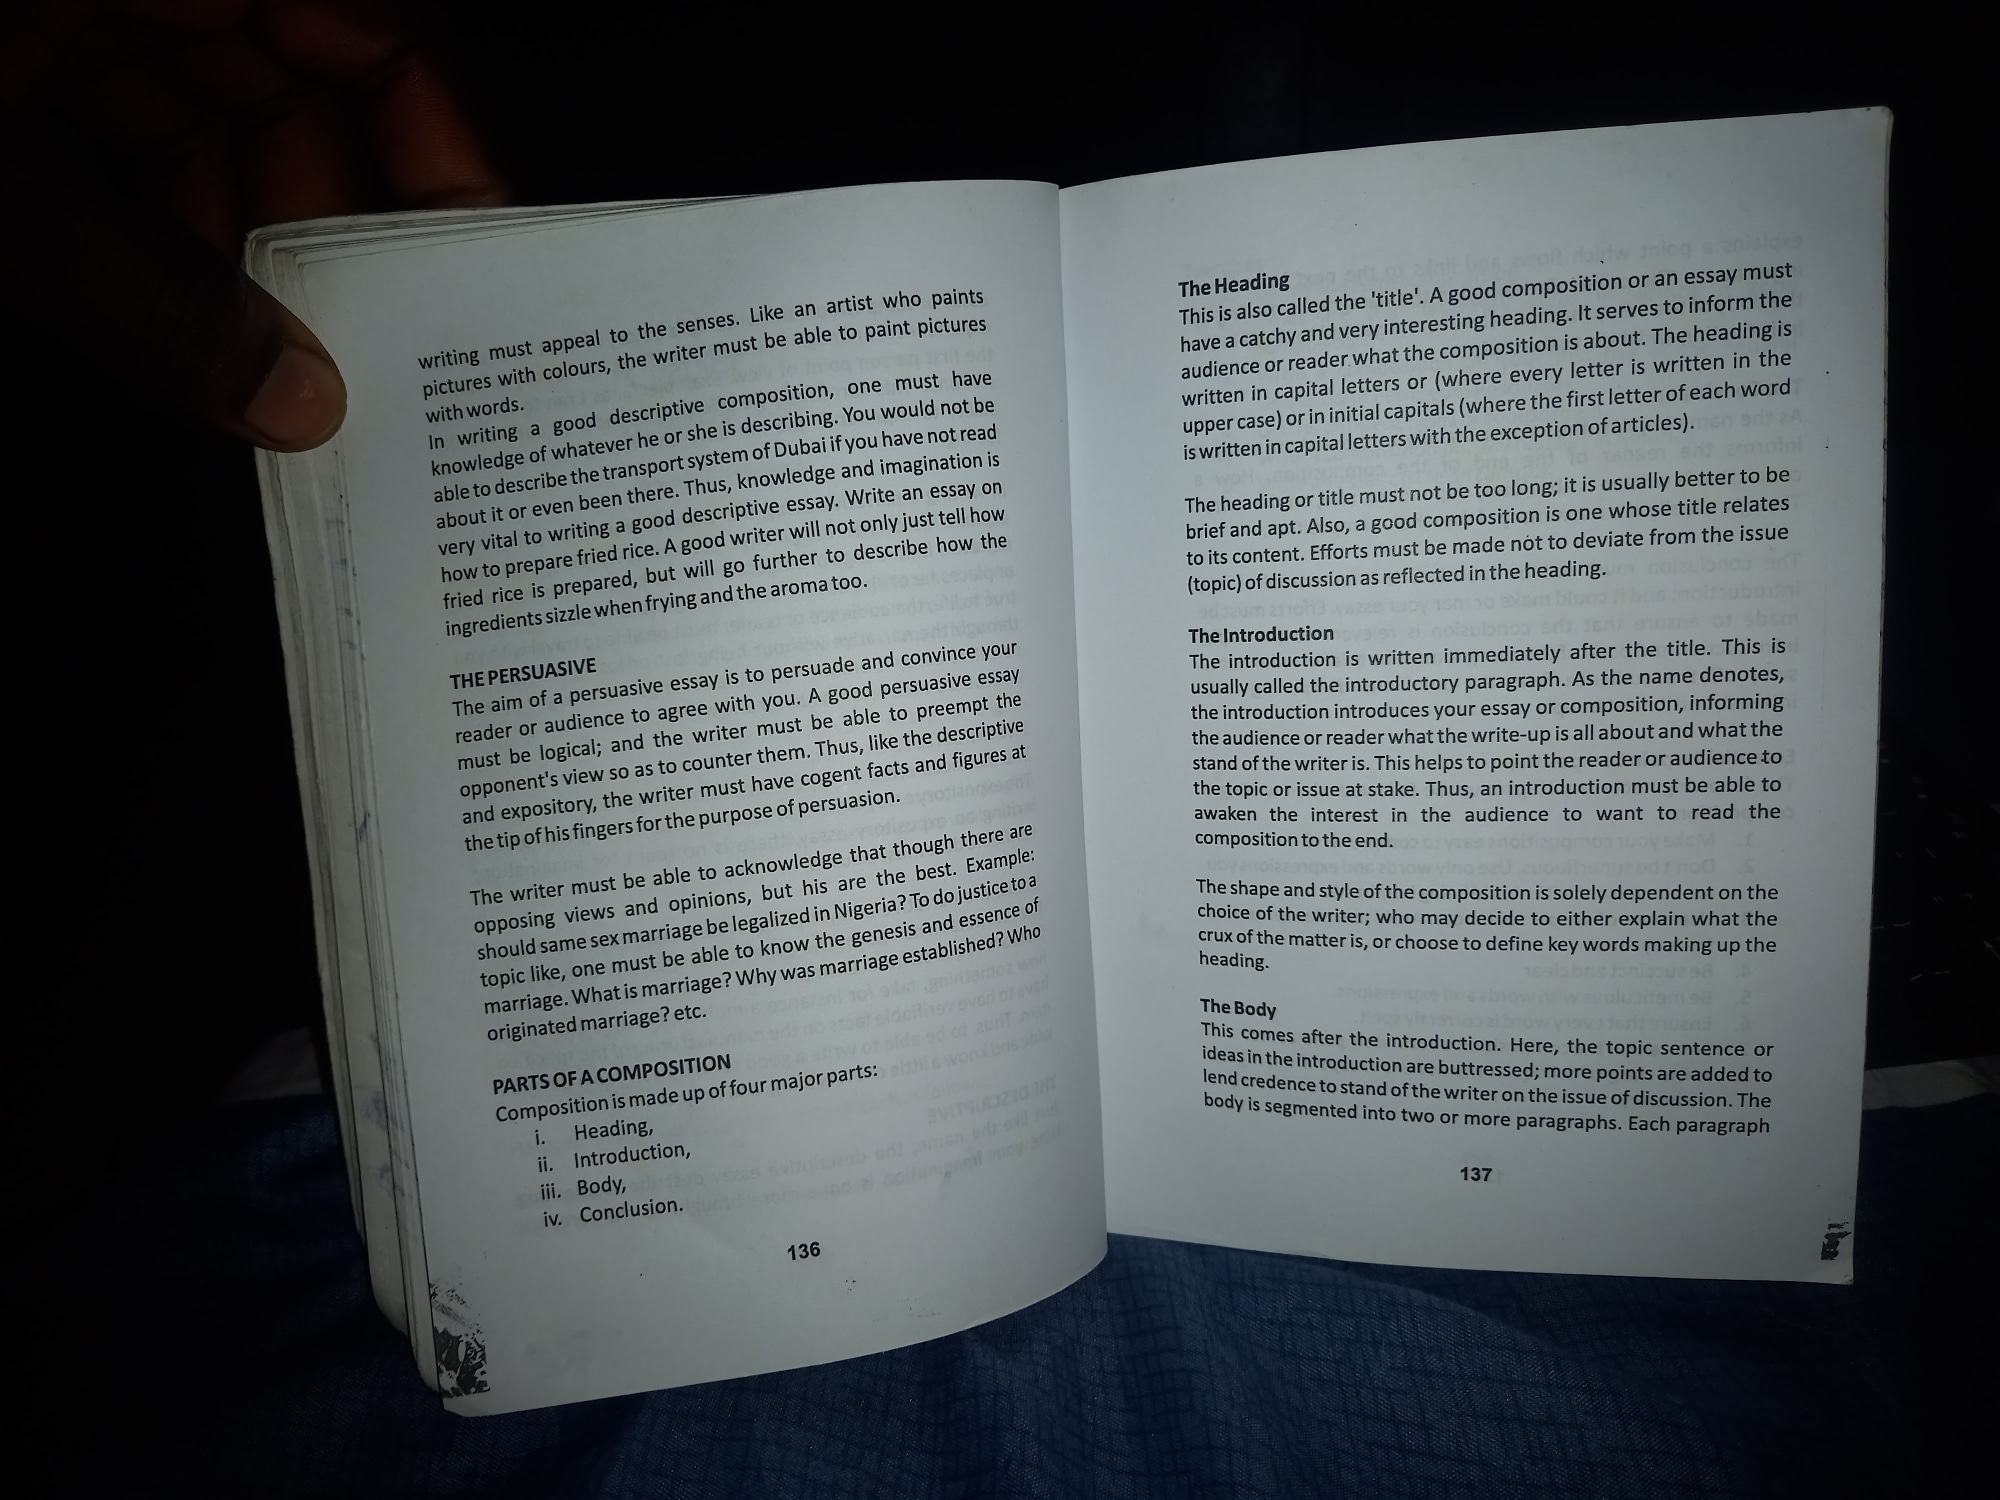 writing must appeal to the senses. Like an artist who paints
pictures with colours, the writer must be able to paint pictures
with words.
In writing a good descriptive composition, one must have
knowledge of whatever he or she is describing. You would not be
able to describe the transport system of Dubai if you have not read
about it or even been there. Thus, knowledge and imagination is
very vital to writing a good descriptive essay. Write an essay on
how to prepare fried rice. A good writer will not only just tell how
fried rice is prepared, but will go further to describe how the
ingredients sizzle when frying and the aroma too.
THE PERSUASIVE
The aim of a persuasive essay is to persuade and convince your
reader or audience to agree with you. A good persuasive essay
must be logical; and the writer must be able to preempt the
opponent's view so as to counter them. Thus, like the descriptive
and expository, the writer must have cogent facts and figures at
the tip of his fingers for the purpose of persuasion.
The writer must be able to acknowledge that though there are
opposing views and opinions, but his are the best. Example:
should same sex marriage be legalized in Nigeria? To do justice to a
topic like, one must be able to know the genesis and essence of
marriage. What is marriage? Why was marriage established? Who
originated marriage? etc.
PARTS OF A COMPOSITION
Composition is made up of four major parts:
i. Heading,
ii. Introduction,
iii. Body,
iv. Conclusion.
136
The Heading
This is also called the 'title'. A good composition or an essay must
have a catchy and very interesting heading. It serves to inform the
audience or reader what the composition is about. The heading is
written in capital letters or (where every letter is written in the
upper case) or in initial capitals (where the first letter of each word
is written in capital letters with the exception of articles).
The heading or title must not be too long; it is usually better to be
brief and apt. Also, a good composition is one whose title relates
to its content. Efforts must be made not to deviate from the issue
(topic) of discussion as reflected in the heading.
The Introduction
The introduction is written immediately after the title. This is
usually called the introductory paragraph. As the name denotes,
the introduction introduces your essay or composition, informing
the audience or reader what the write-up is all about and what the
stand of the writer is. This helps to point the reader or audience to
the topic or issue at stake. Thus, an introduction must be able to
awaken the interest in the audience to want to read the
composition to the end.
The shape and style of the composition is solely dependent on the
choice of the writer; who may decide to either explain what the
crux of the matter is, or choose to define key words making up the
heading.
The Body
This comes after the introduction. Here, the topic sentence or
ideas in the introduction are buttressed; more points are added to
lend credence to stand of the writer on the issue of discussion. The
body is segmented into two or more paragraphs. Each paragraph
137